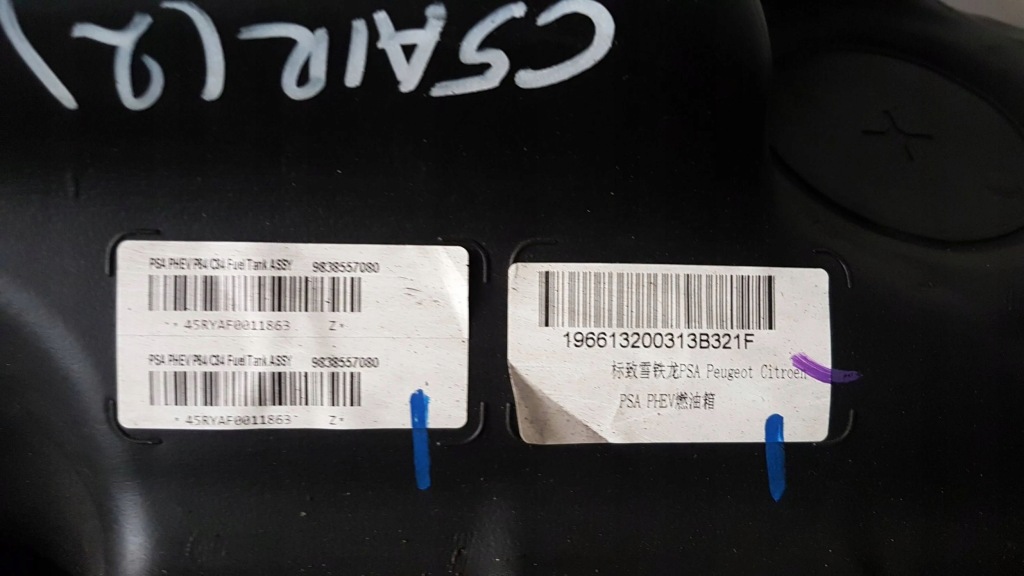 C5AIR(2)
PSA PHEV P84 C84 Fuel Tank ASSY 9838557080
* 45RYAF0011863 Z*
PSA PHEV P84 C84 Fuel Tank ASSY 9838557080
* 45RYAF0011863 Z*
196613200313B321F
标致雪铁龙PSA Peugeot Citroen
PSA PHEV燃油箱